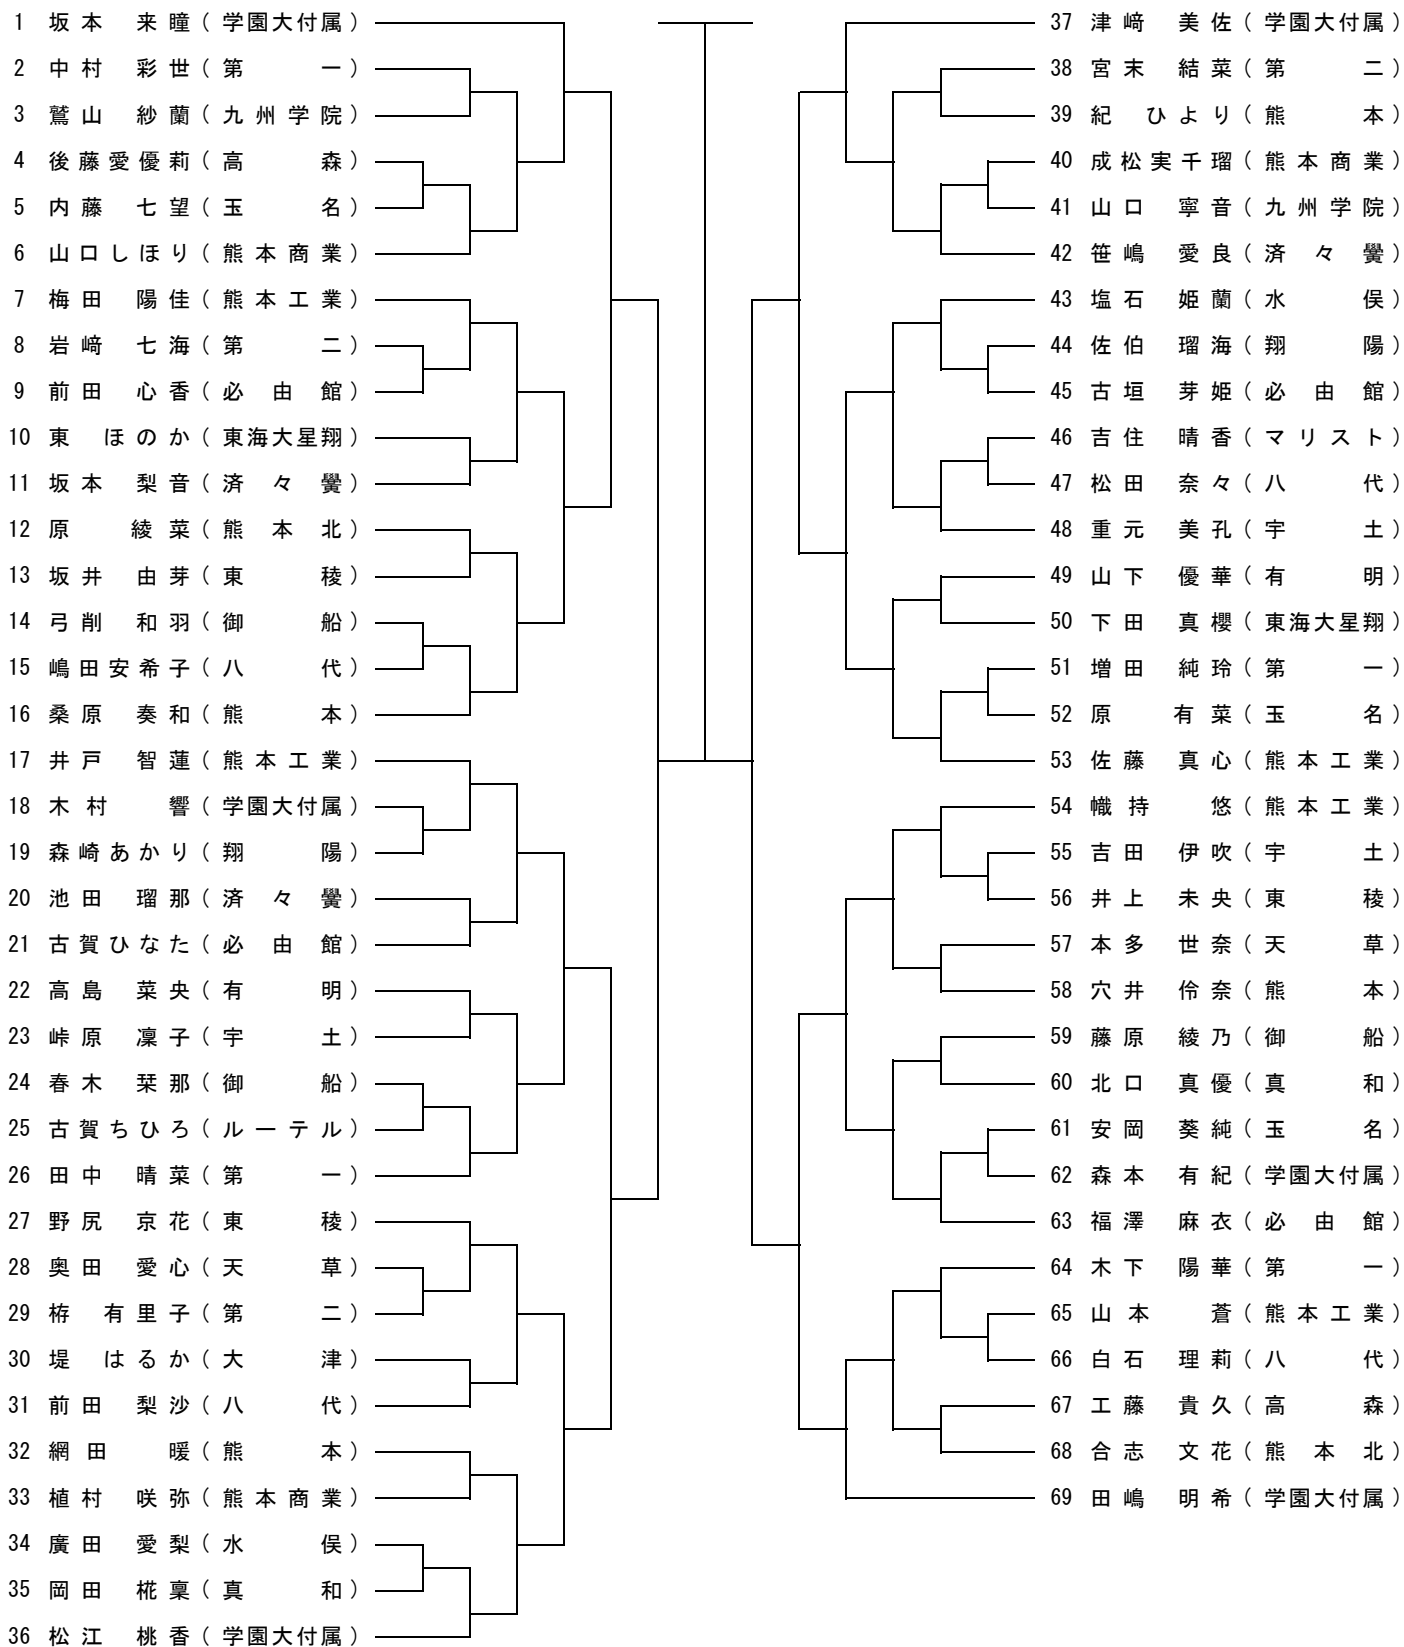 1 坂本 来瞳（学園大付属）
2 中村 彩世（第一）
3 鷲山 紗蘭（九州学院）
4 後藤愛優莉（高森）
5 内藤 七望（玉名）
6 山口しほり（熊本商業）
7 梅田 陽佳（熊本工業）
8 岩﨑 七海（第二）
9 前田 心香（必由館）
10 東 ほのか（東海大星翔）
11 坂本 梨音（済々黌）
12 原 綾菜（熊本北）
13 坂井 由芽（東稜）
14 弓削 和羽（御船）
15 嶋田安希子（八代）
16 桑原 奏和（熊本）
17 井戸 智蓮（熊本工業）
18 木村 響（学園大付属）
19 森崎あかり（翔陽）
20 池田 瑠那（済々黌）
21 古賀ひなた（必由館）
22 高島 菜央（有明）
23 峠原 凜子（宇土）
24 春木 栞那（御船）
25 古賀ちひろ（ルーテル）
26 田中 晴菜（第一）
27 野尻 京花（東稜）
28 奥田 愛心（天草）
29 栫 有里子（第二）
30 堤 はるか（大津）
31 前田 梨沙（八代）
32 網田 暖（熊本）
33 植村 咲弥（熊本商業）
34 廣田 愛梨（水俣）
35 岡田 椛稟（真和）
36 松江 桃香（学園大付属）
37 津﨑 美佐（学園大付属）
38 宮末 結菜（第二）
39 紀 ひより（熊本）
40 成松実千瑠（熊本商業）
41 山口 寧音（九州学院）
42 笹嶋 愛良（済々黌）
43 塩石 姫蘭（水俣）
44 佐伯 瑠海（翔陽）
45 古垣 芽姫（必由館）
46 吉住 晴香（マリスト）
47 松田 奈々（八代）
48 重元 美孔（宇土）
49 山下 優華（有明）
50 下田 真櫻（東海大星翔）
51 増田 純玲（第一）
52 原 有菜（玉名）
53 佐藤 真心（熊本工業）
54 幟持 悠（熊本工業）
55 吉田 伊吹（宇土）
56 井上 未央（東稜）
57 本多 世奈（天草）
58 穴井 伶奈（熊本）
59 藤原 綾乃（御船）
60 北口 真優（真和）
61 安岡 葵純（玉名）
62 森本 有紀（学園大付属）
63 福澤 麻衣（必由館）
64 木下 陽華（第一）
65 山本 蒼（熊本工業）
66 白石 理莉（八代）
67 工藤 貴久（高森）
68 合志 文花（熊本北）
69 田嶋 明希（学園大付属）